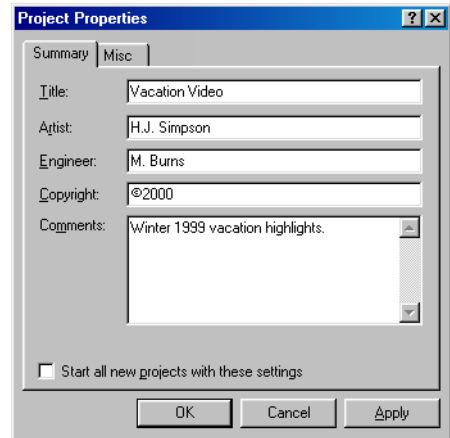 Project Properties
Summary Misc
Title: Vacation Video
Artist: H.J. Simpson
Engineer: M. Burns
Copyright: ©2000
Comments: Winter 1999 vacation highlights.
Start all new projects with these settings
OK Cancel Apply